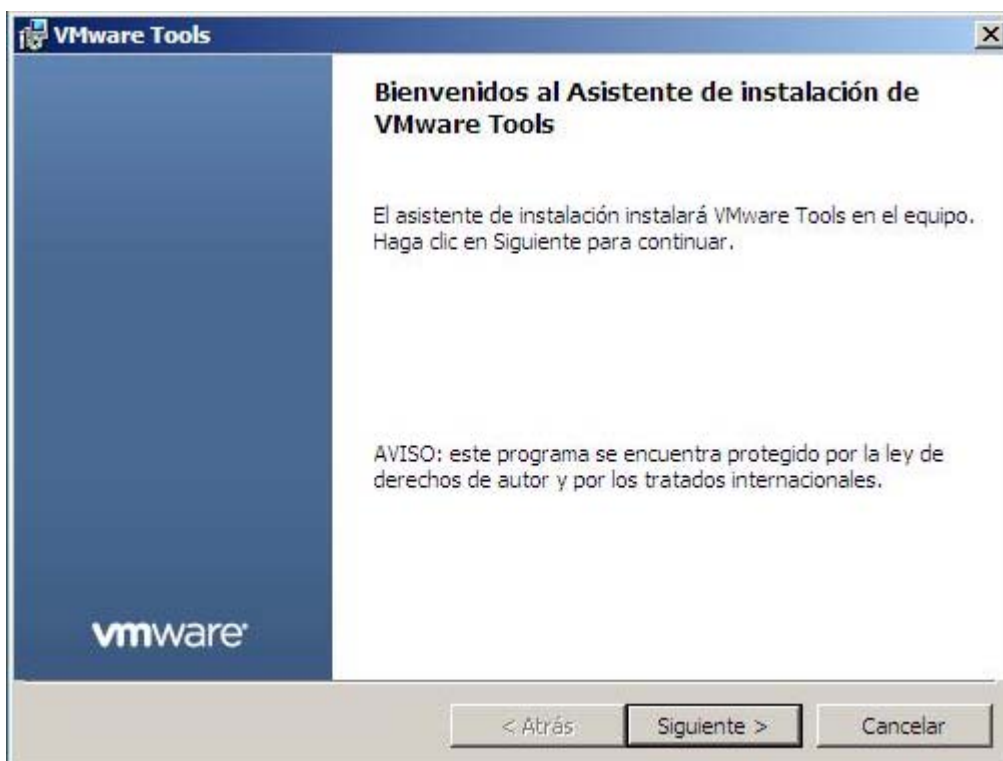 VMware Tools
Bienvenidos al Asistente de instalación de
VMware Tools
El asistente de instalación instalará VMware Tools en el equipo.
Haga clic en Siguiente para continuar.
AVISO: este programa se encuentra protegido por la ley de
derechos de autor y por los tratados internacionales.
vmware
< Atrás
Siguiente >
Cancelar